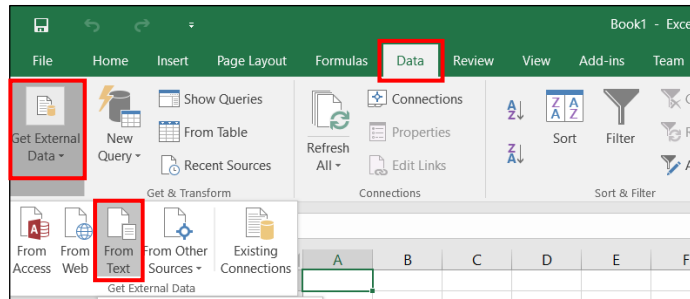 Book1 - Exce
File Home Insert Page Layout Formulas Data Review View Add-ins Team
Get External Data
New Query
Show Queries
From Table
Recent Sources
Get & Transform
Refresh All
Connections
Properties
Edit Links
Connections
A Z
Z A
Z A
A Z
Sort
Filter
Sort & Filter
From Access
From Web
From Text
From Other Sources
Existing Connections
Get External Data
A B C D E F